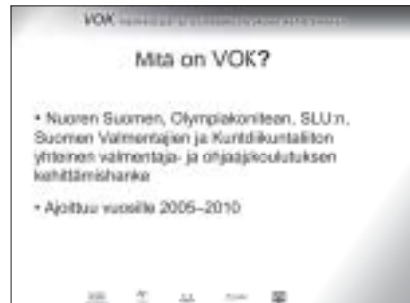 VOK
Mitä on VOK?
• Nuoren Suomen, Olympiakomitean, SLU:n,
Suomen Valmentajien ja Kuntoliikuntaliiton
yhteinen valmentaja- ja ohjaajakoulutuksen
kehittämishanke
• Ajoittuu vuosille 2005–2010